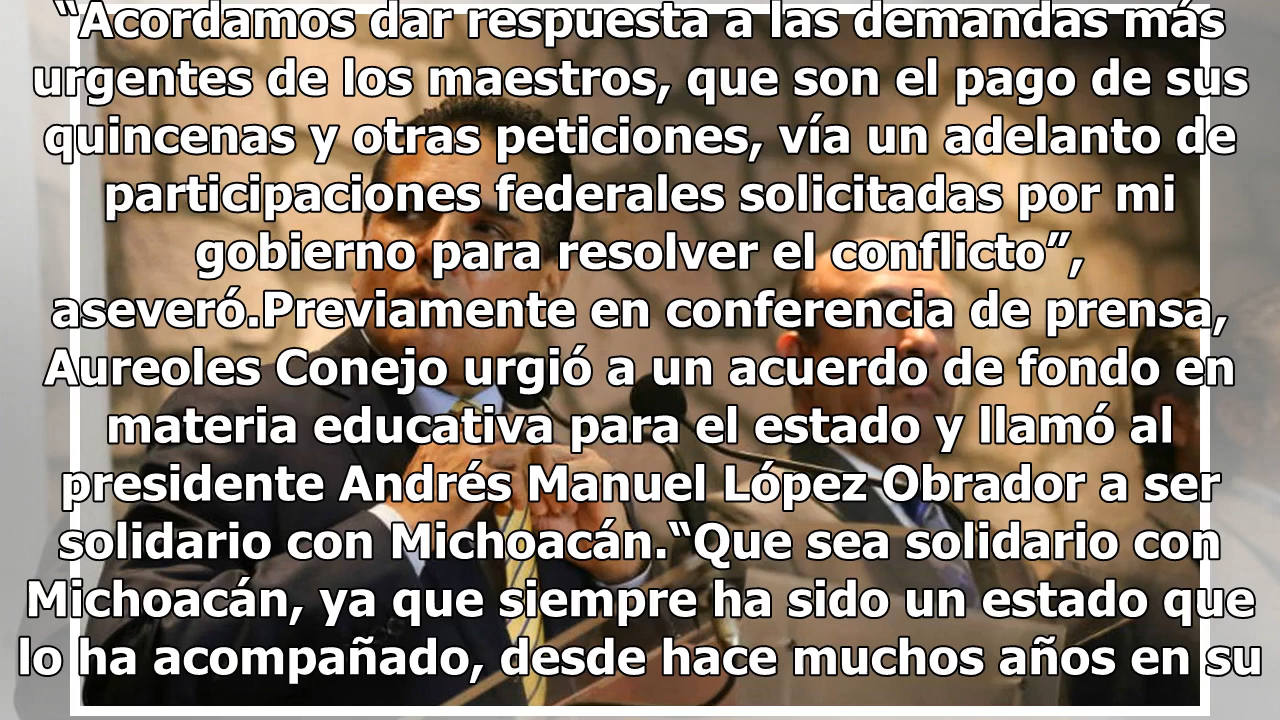 “Acordamos dar respuesta a las demandas más
urgentes de los maestros, que son el pago de sus
quincenas y otras peticiones, vía un adelanto de
participaciones federales solicitadas por mi
gobierno para resolver el conflicto”,
aseveró.Previamente en conferencia de prensa,
Aureoles Conejo urgió a un acuerdo de fondo en
materia educativa para el estado y llamó al
presidente Andrés Manuel López Obrador a ser
solidario con Michoacán.“Que sea solidario con
Michoacán, ya que siempre ha sido un estado que
lo ha acompañado, desde hace muchos años en su